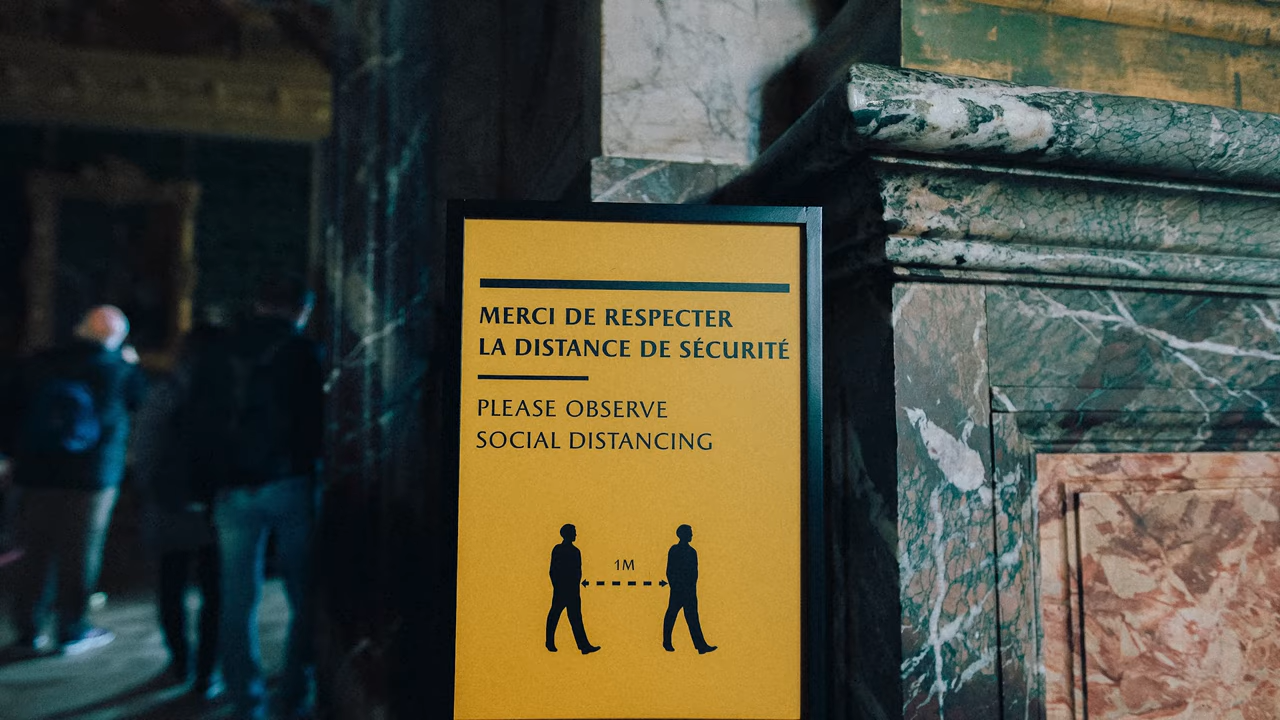 MERCI DE RESPECTER
LA DISTANCE DE SÉCURITÉ
PLEASE OBSERVE
SOCIAL DISTANCING
1M